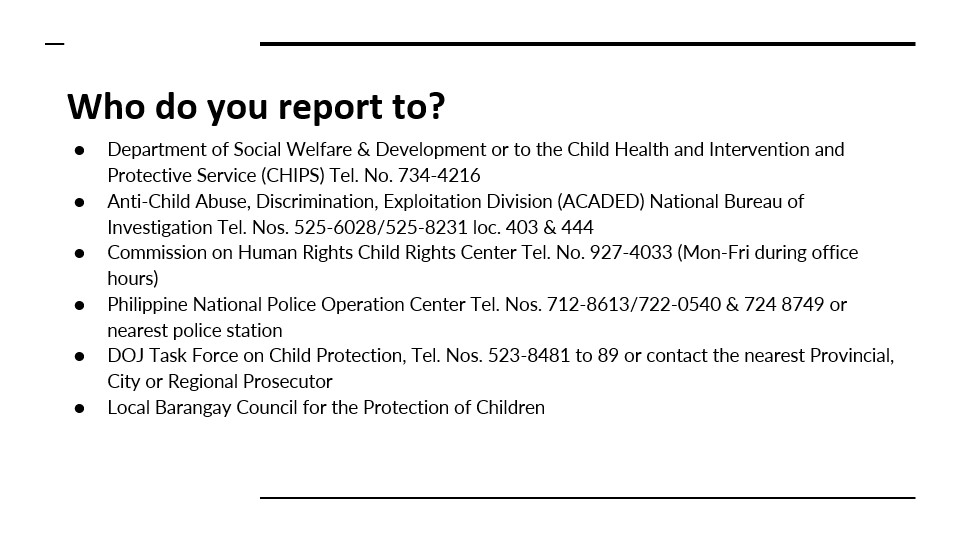 Who do you report to?
● Department of Social Welfare & Development or to the Child Health and Intervention and
Protective Service (CHIPS) Tel. No. 734-4216
● Anti-Child Abuse, Discrimination, Exploitation Division (ACADED) National Bureau of
Investigation Tel. Nos. 525-6028/525-8231 loc. 403 & 444
● Commission on Human Rights Child Rights Center Tel. No. 927-4033 (Mon-Fri during office
hours)
● Philippine National Police Operation Center Tel. Nos. 712-8613/722-0540 & 724 8749 or
nearest police station
● DOJ Task Force on Child Protection, Tel. Nos. 523-8481 to 89 or contact the nearest Provincial,
City or Regional Prosecutor
● Local Barangay Council for the Protection of Children